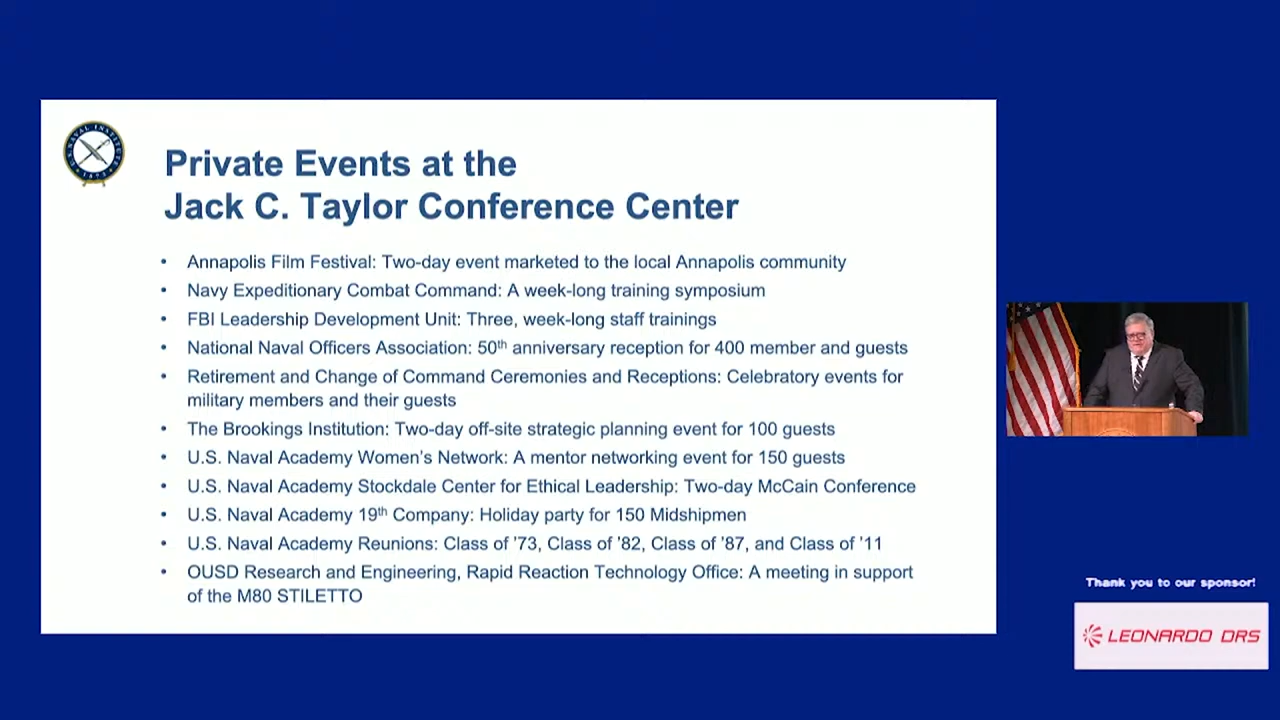 U.S. NAVAL INSTITUTE
1873
Private Events at the
Jack C. Taylor Conference Center
• Annapolis Film Festival: Two-day event marketed to the local Annapolis community
• Navy Expeditionary Combat Command: A week-long training symposium
• FBI Leadership Development Unit: Three, week-long staff trainings
• National Naval Officers Association: 50th anniversary reception for 400 member and guests
• Retirement and Change of Command Ceremonies and Receptions: Celebratory events for
military members and their guests
• The Brookings Institution: Two-day off-site strategic planning event for 100 guests
• U.S. Naval Academy Women’s Network: A mentor networking event for 150 guests
• U.S. Naval Academy Stockdale Center for Ethical Leadership: Two-day McCain Conference
• U.S. Naval Academy 19th Company: Holiday party for 150 Midshipmen
• U.S. Naval Academy Reunions: Class of ’73, Class of ’82, Class of ’87, and Class of ’11
• OUSD Research and Engineering, Rapid Reaction Technology Office: A meeting in support
of the M80 STILETTO
Thank you to our sponsor!
LEONARDO DRS